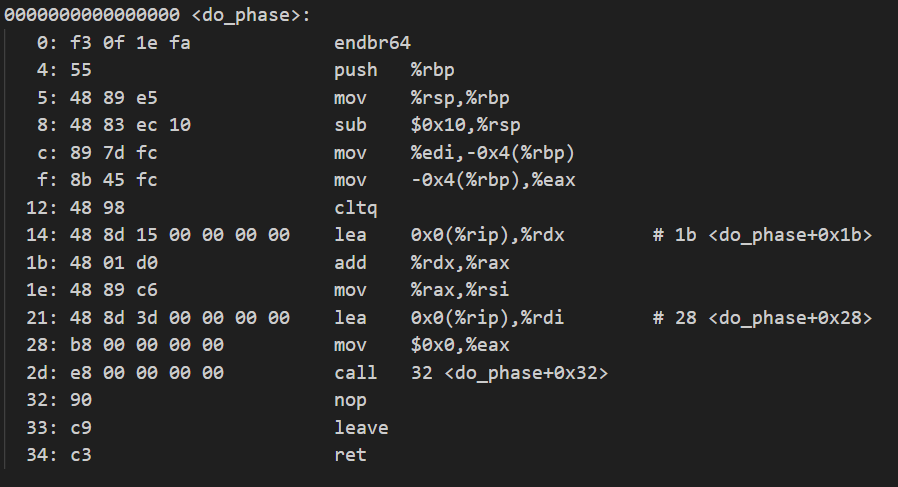 0000000000000000 <do_phase>:
0: f3 0f 1e fa endbr64
4: 55 push %rbp
5: 48 89 e5 mov %rsp,%rbp
8: 48 83 ec 10 sub $0x10,%rsp
c: 89 7d fc mov %edi,-0x4(%rbp)
f: 8b 45 fc mov -0x4(%rbp),%eax
12: 48 98 cltq
14: 48 8d 15 00 00 00 00 lea 0x0(%rip),%rdx # 1b <do_phase+0x1b>
1b: 48 01 d0 add %rdx,%rax
1e: 48 89 c6 mov %rax,%rsi
21: 48 8d 3d 00 00 00 00 lea 0x0(%rip),%rdi # 28 <do_phase+0x28>
28: b8 00 00 00 00 mov $0x0,%eax
2d: e8 00 00 00 00 call 32 <do_phase+0x32>
32: 90 nop
33: c9 leave
34: c3 ret